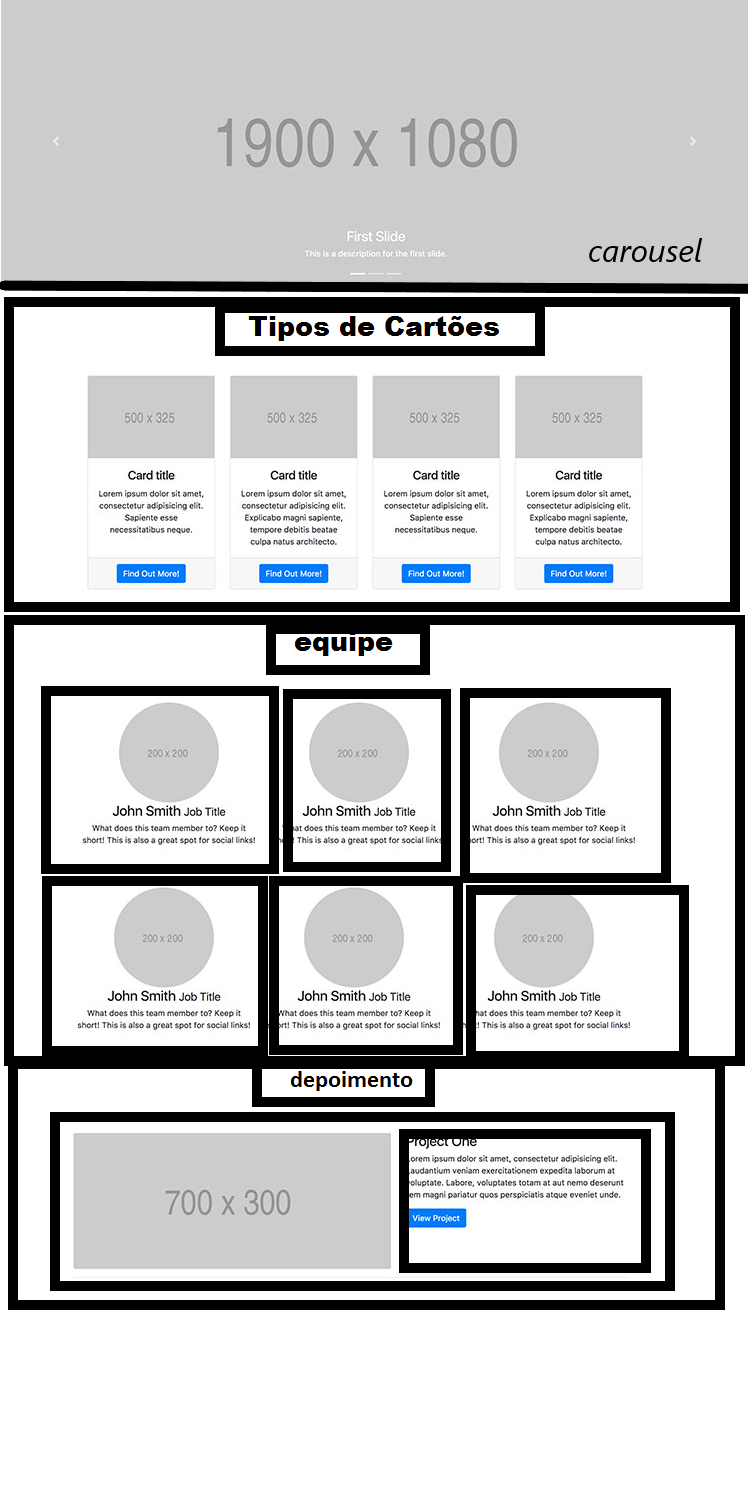 1900 x 1080
First Slide
This is a description for the first slide.
carousel
Tipos de Cartões
500 x 325
500 x 325
500 x 325
500 x 325
Card title
Lorem ipsum dolor sit amet,
consectetur adipisicing elit.
Sapiente esse
necessitatibus neque.
Find Out More!
Card title
Lorem ipsum dolor sit amet,
consectetur adipisicing elit.
Explicabo magni sapiente,
tempore debitis beatae
culpa natus architecto.
Find Out More!
Card title
Lorem ipsum dolor sit amet,
consectetur adipisicing elit.
Sapiente esse
necessitatibus neque.
Find Out More!
Card title
Lorem ipsum dolor sit amet,
consectetur adipisicing elit.
Explicabo magni sapiente,
tempore debitis beatae
culpa natus architecto.
Find Out More!
equipe
200 x 200
John Smith Job Title
What does this team member to? Keep it
short! This is also a great spot for social links!
200 x 200
John Smith Job Title
does this team member to? Keep it
This is also a great spot for social links
200 x 200
John Smith Job Title
What does this team member to? Keep it
This is also a great spot for social links!
200 x 200
John Smith Job Title
What does this team member to? Keep it
short! This is also a great spot for social links!
200 x 200
John Smith Job Title
What does this team member to? Keep it
This is also a great spot for social links!
200 x 200
John Smith Job Title
What does this team member to? Keep it
This is also a great spot for social links!
depoimento
700 x 300
Project One
Lorem ipsum dolor sit amet, consectetur adipisicing elit.
Laudantium veniam exercitationem expedita laborum at
voluptate. Labore, voluptates totam at aut nemo deserunt
rem magni pariatur quos perspiciatis atque eveniet unde.
View Project